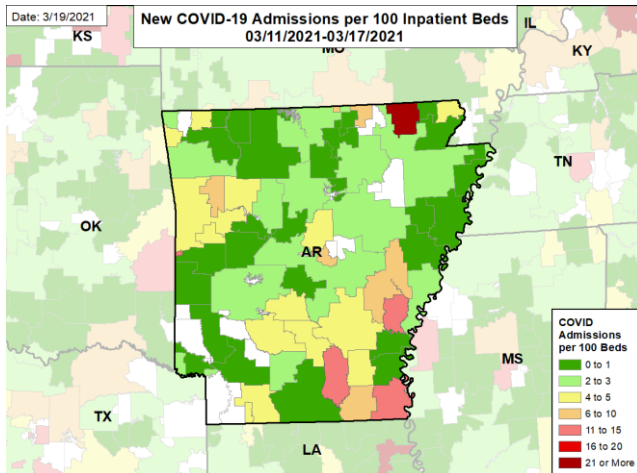 Date: 3/19/2021
New COVID-19 Admissions per 100 Inpatient Beds
03/11/2021-03/17/2021
KS
MO
IL
KY
TN
OK
AR
MS
TX
LA
COVID
Admissions
per 100 Beds
0 to 1
2 to 3
4 to 5
6 to 10
11 to 15
16 to 20
21 or More